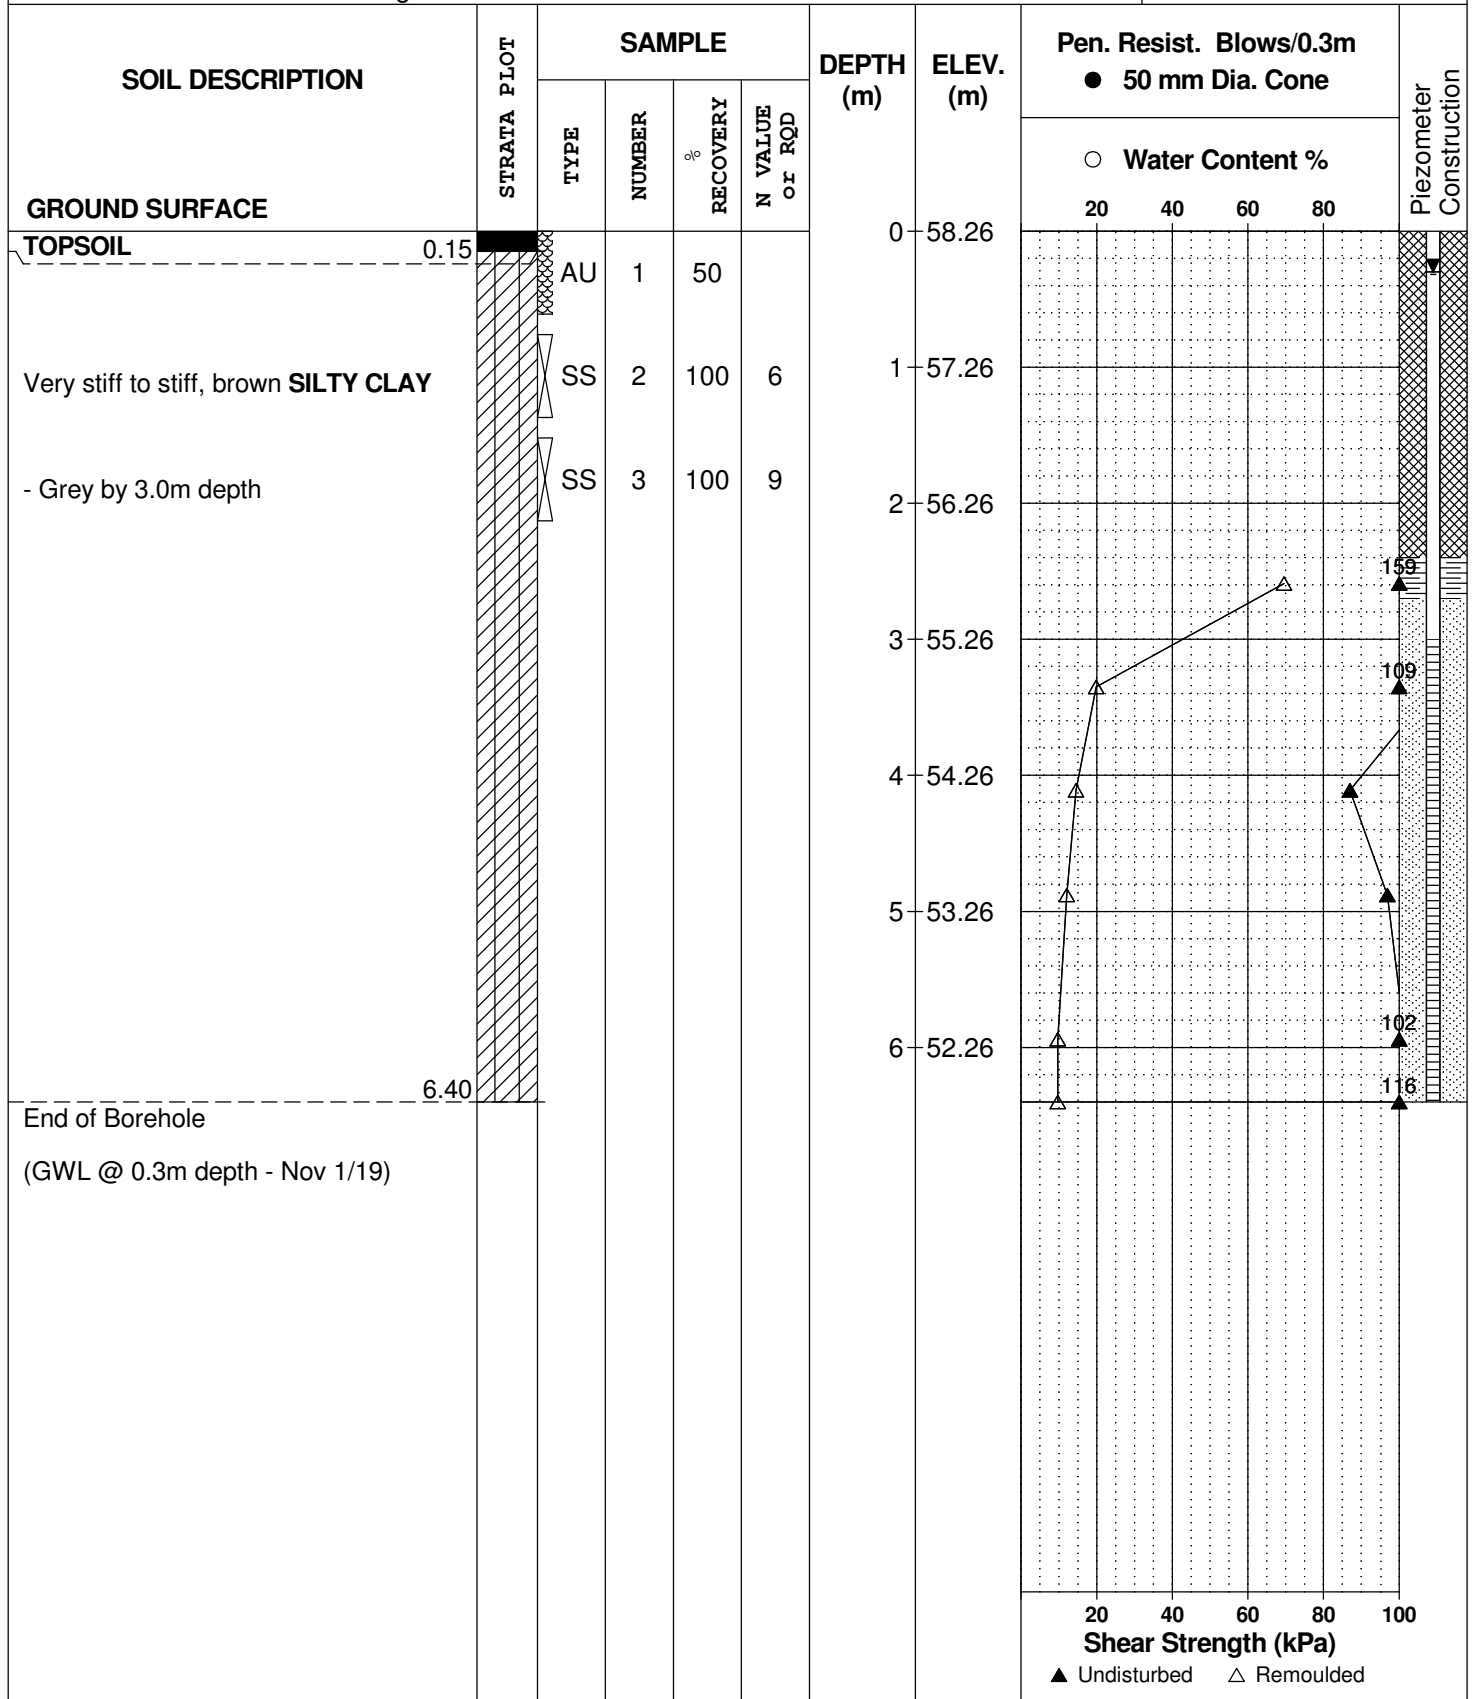 SOIL DESCRIPTION
GROUND SURFACE
STRATA PLOT
SAMPLE
TYPE
NUMBER
% RECOVERY
N VALUE or RQD
DEPTH (m)
ELEV. (m)
Pen. Resist. Blows/0.3m
● 50 mm Dia. Cone
○ Water Content %
20 40 60 80
Piezometer Construction
TOPSOIL 0.15
0 58.26
AU 1 50
Very stiff to stiff, brown SILTY CLAY
SS 2 100 6
1 57.26
- Grey by 3.0m depth
SS 3 100 9
2 56.26
159
3 55.26
109
4 54.26
5 53.26
102
6 52.26
116
6.40
End of Borehole
(GWL @ 0.3m depth - Nov 1/19)
20 40 60 80 100
Shear Strength (kPa)
▲ Undisturbed △ Remoulded